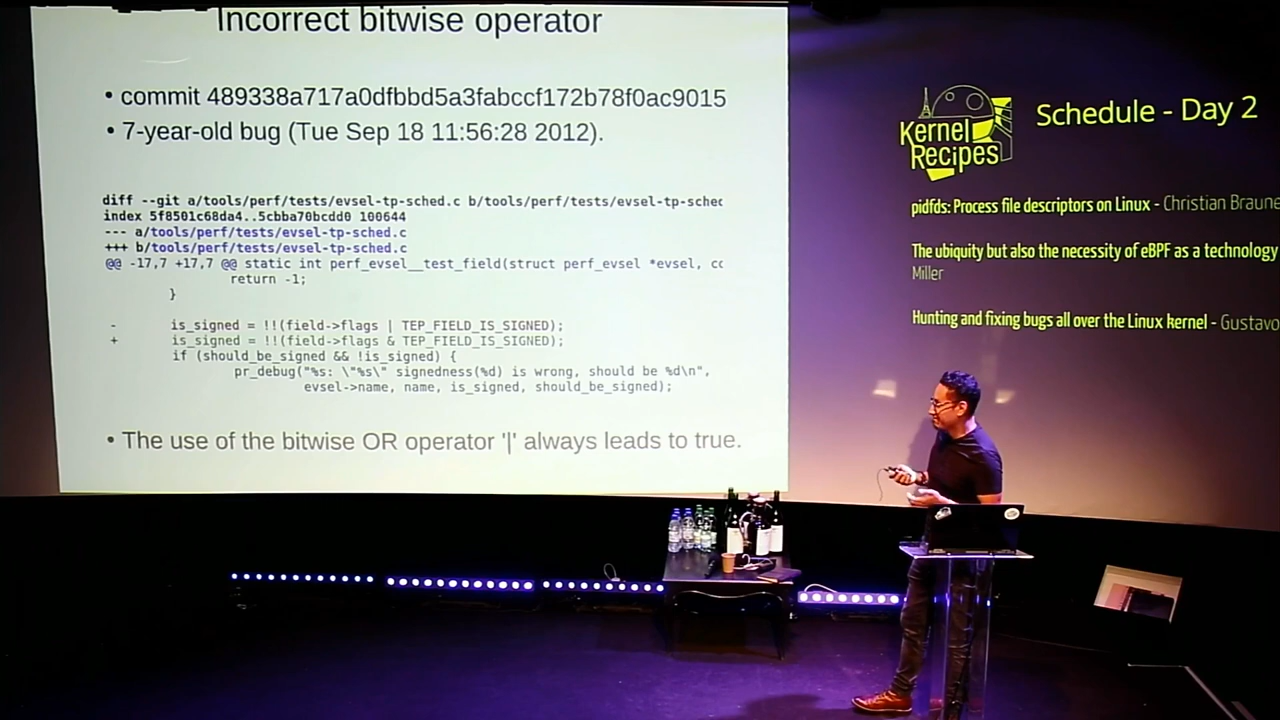 Incorrect bitwise operator
• commit 489338a717a0dfbbd5a3fabccf172b78f0ac9015
• 7-year-old bug (Tue Sep 18 11:56:28 2012).
diff --git a/tools/perf/tests/evsel-tp-sched.c b/tools/perf/tests/evsel-tp-sched
index 5f8501c68da4..5cbba70bcdd0 100644
--- a/tools/perf/tests/evsel-tp-sched.c
+++ b/tools/perf/tests/evsel-tp-sched.c
@@ -17,7 +17,7 @@ static int perf_evsel__test_field(struct perf_evsel *evsel, cc
return -1;
}
- is_signed = !!(field->flags | TEP_FIELD_IS_SIGNED);
+ is_signed = !!(field->flags & TEP_FIELD_IS_SIGNED);
if (should_be_signed && !is_signed) {
pr_debug("%s: \"%s\" signedness(%d) is wrong, should be %d\n",
evsel->name, name, is_signed, should_be_signed);
• The use of the bitwise OR operator '|' always leads to true.
Kernel
Recipes
Schedule - Day 2
pidfds: Process file descriptors on Linux - Christian Braune
The ubiquity but also the necessity of eBPF as a technology
Miller
Hunting and fixing bugs all over the Linux kernel - Gustavo